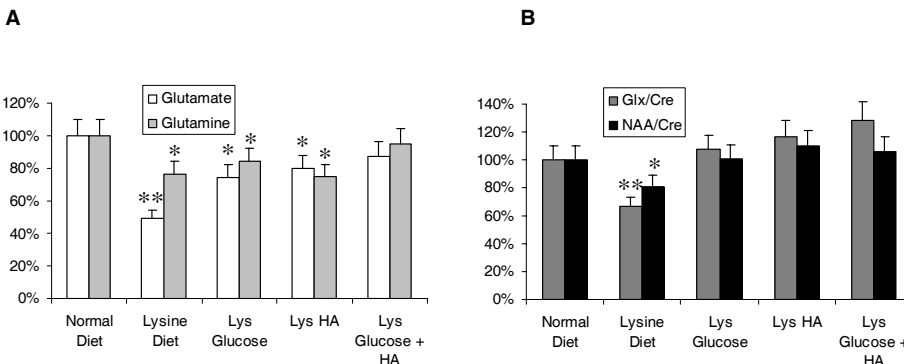 A
B
Glutamate
Glutamine
120%
100%
80%
60%
40%
20%
0%
**
*
*
*
*
*
Normal Diet
Lysine Diet
Lys Glucose
Lys HA
Lys Glucose + HA
Glx/Cre
NAA/Cre
140%
120%
100%
80%
60%
40%
20%
0%
**
*
Normal Diet
Lysine Diet
Lys Glucose
Lys HA
Lys Glucose + HA